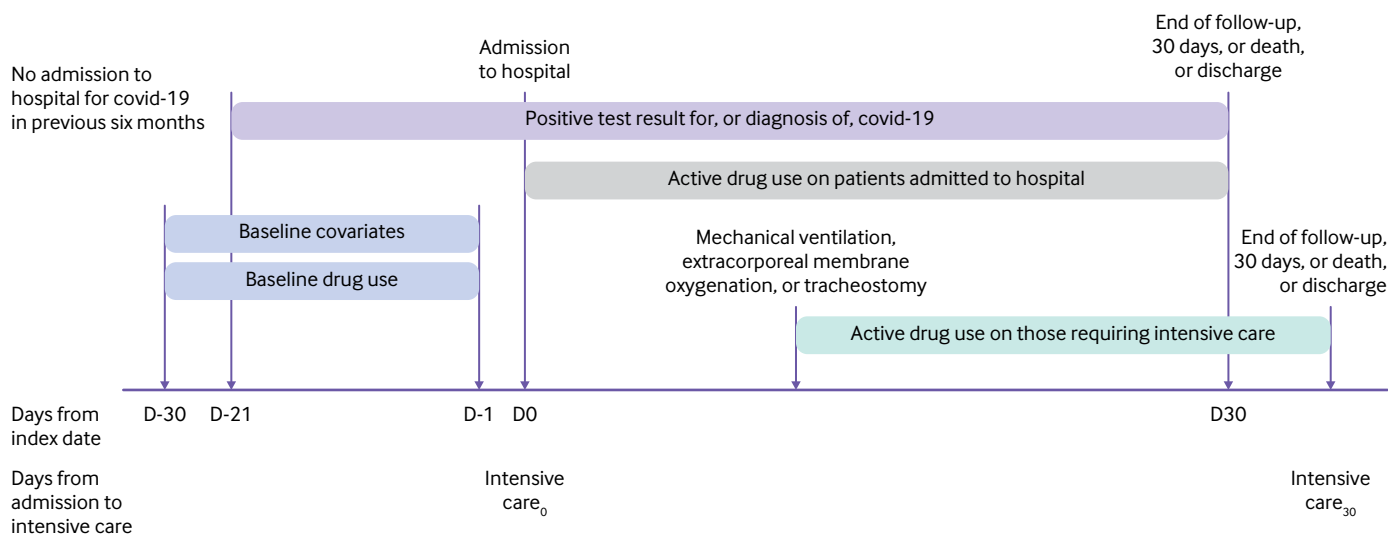 No admission to
hospital for covid-19
in previous six months
Admission
to hospital
End of follow-up,
30 days, or death,
or discharge
Positive test result for, or diagnosis of, covid-19
Active drug use on patients admitted to hospital
Baseline covariates
Baseline drug use
Mechanical ventilation,
extracorporeal membrane
oxygenation, or tracheostomy
End of follow-up,
30 days, or death,
or discharge
Active drug use on those requiring intensive care
Days from
index date
D-30 D-21 D-1 D0 D30
Days from
admission to
intensive care
Intensive
care₀
Intensive
care₃₀